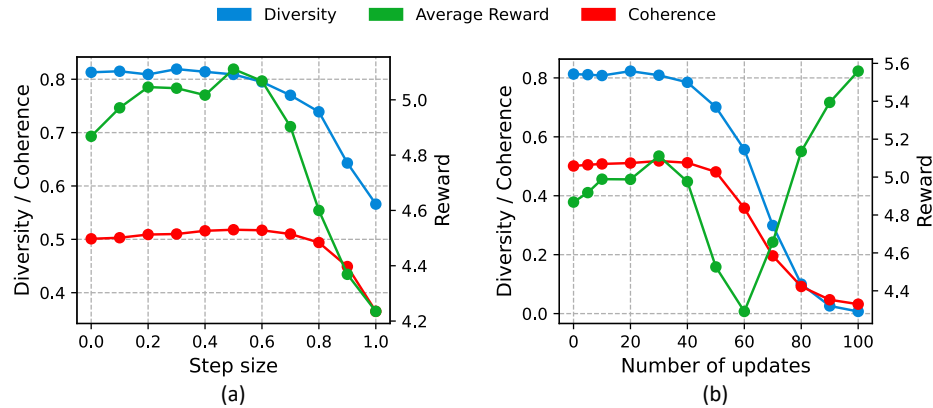 Diversity Average Reward Coherence
Diversity / Coherence
0.8
0.7
0.6
0.5
0.4
0.0 0.2 0.4 0.6 0.8 1.0
Step size
5.0
4.8
4.6
4.4
4.2
Reward
(a)
Diversity / Coherence
0.8
0.6
0.4
0.2
0.0
0 20 40 60 80 100
Number of updates
5.6
5.4
5.2
5.0
4.8
4.6
4.4
Reward
(b)